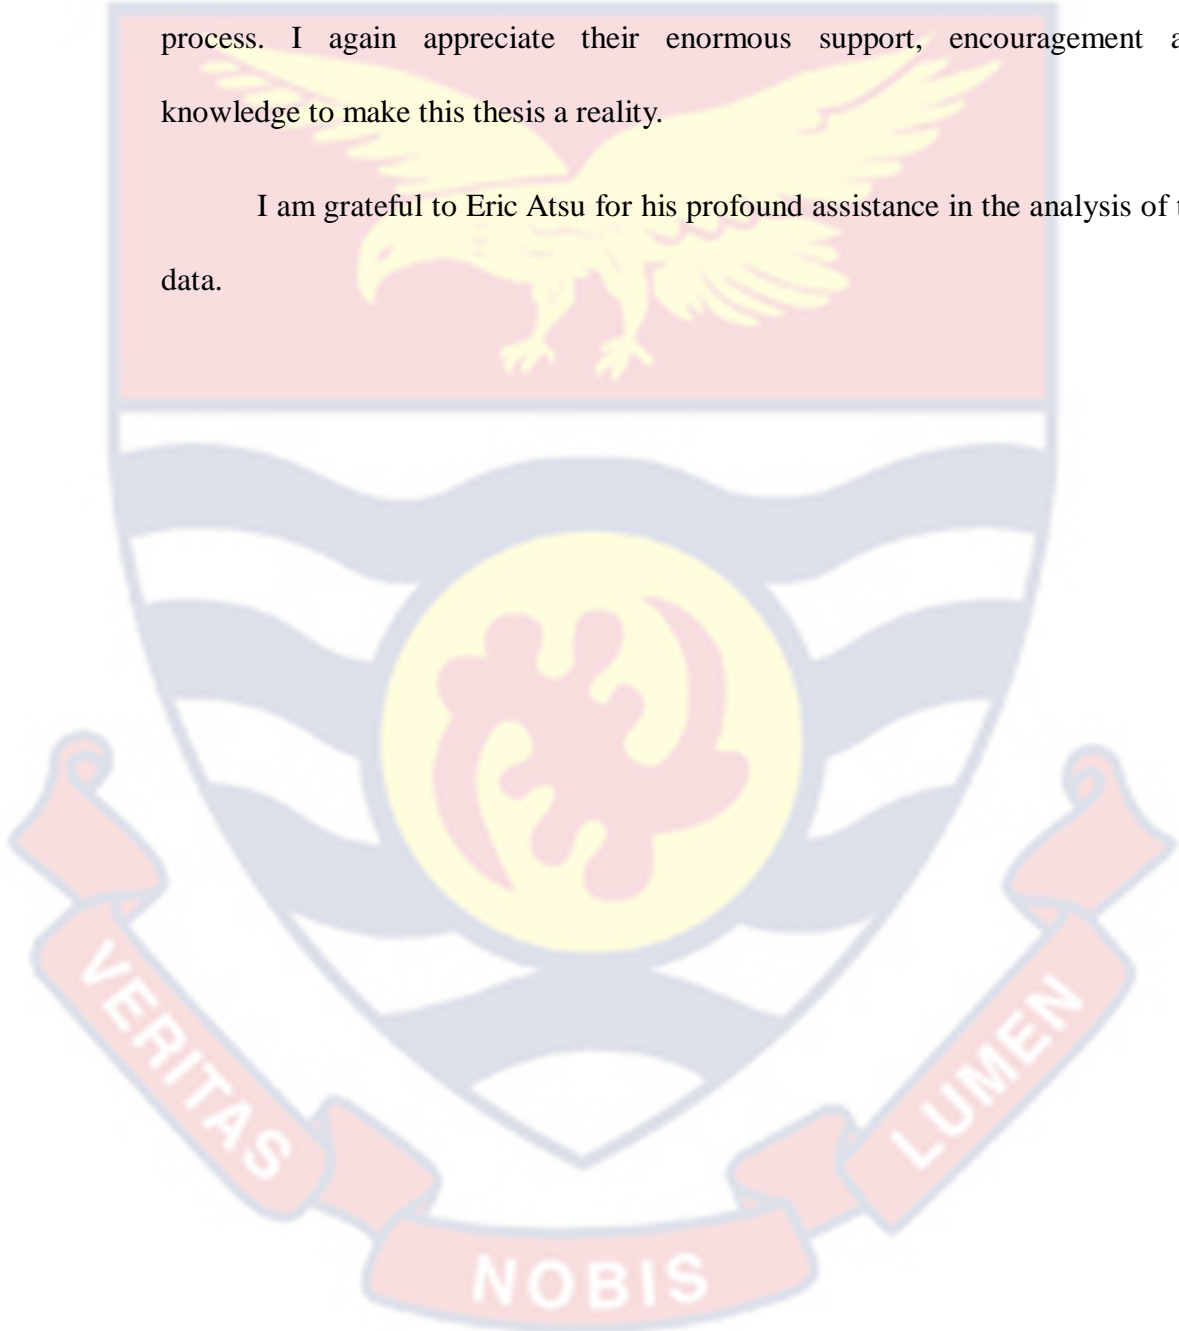 process. I again appreciate their enormous support, encouragement a
knowledge to make this thesis a reality.
I am grateful to Eric Atsu for his profound assistance in the analysis of t
data.
VERITAS
NOBIS
LUMEN